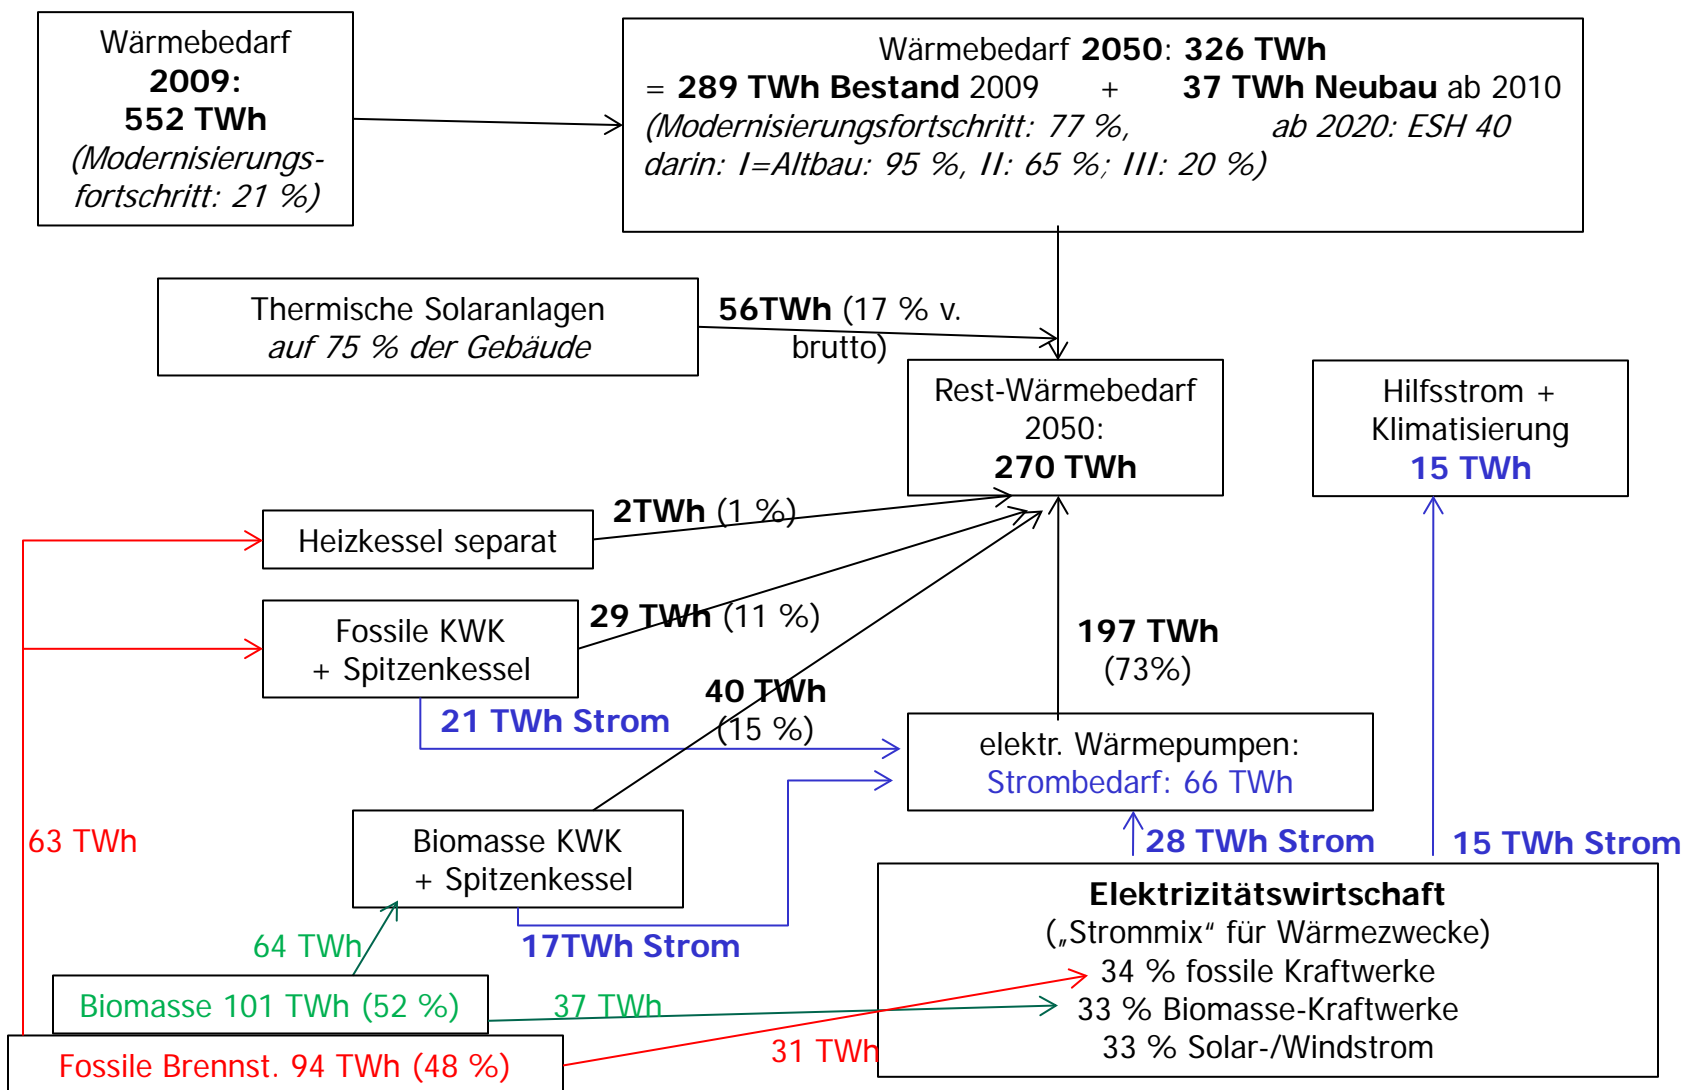 Wärmebedarf
2009:
552 TWh
(Modernisierungs-
fortschritt: 21 %)
Wärmebedarf 2050: 326 TWh
= 289 TWh Bestand 2009 + 37 TWh Neubau ab 2010
(Modernisierungsfortschritt: 77 %, ab 2020: ESH 40
darin: I=Altbau: 95 %, II: 65 %; III: 20 %)
Thermische Solaranlagen
auf 75 % der Gebäude
56TWh (17 % v.
brutto)
Rest-Wärmebedarf
2050:
270 TWh
Hilfsstrom +
Klimatisierung
15 TWh
Heizkessel separat
2TWh (1 %)
Fossile KWK
+ Spitzenkessel
29 TWh (11 %)
21 TWh Strom
40 TWh
(15 %)
197 TWh
(73%)
elektr. Wärmepumpen:
Strombedarf: 66 TWh
63 TWh
Biomasse KWK
+ Spitzenkessel
28 TWh Strom
15 TWh Strom
64 TWh
17TWh Strom
Elektrizitätswirtschaft
(„Strommix“ für Wärmezwecke)
34 % fossile Kraftwerke
33 % Biomasse-Kraftwerke
33 % Solar-/Windstrom
Biomasse 101 TWh (52 %)
37 TWh
Fossile Brennst. 94 TWh (48 %)
31 TWh